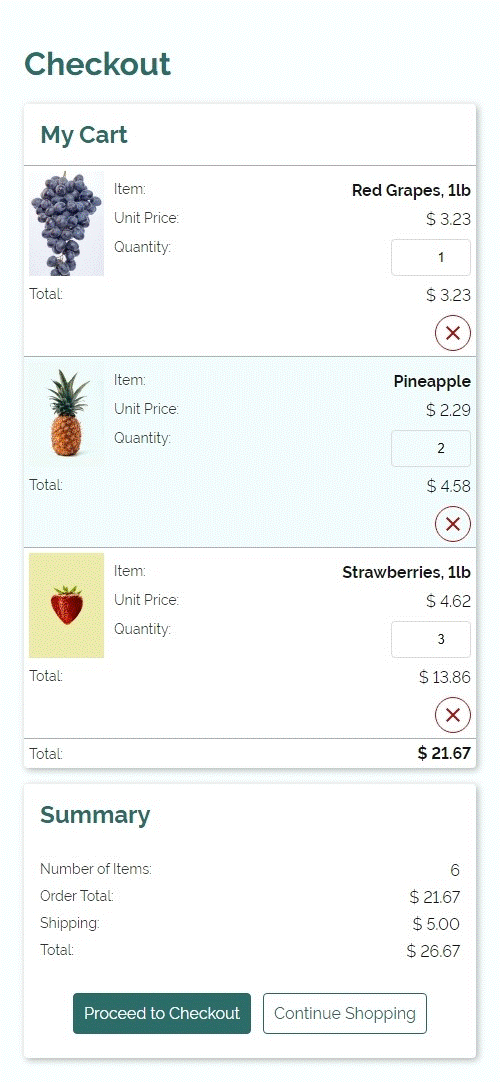 Checkout
My Cart
Item: Red Grapes, 1lb
Unit Price: $ 3.23
Quantity: 1
Total: $ 3.23
Item: Pineapple
Unit Price: $ 2.29
Quantity: 2
Total: $ 4.58
Item: Strawberries, 1lb
Unit Price: $ 4.62
Quantity: 3
Total: $ 13.86
Total: $ 21.67
Summary
Number of Items: 6
Order Total: $ 21.67
Shipping: $ 5.00
Total: $ 26.67
Proceed to Checkout Continue Shopping